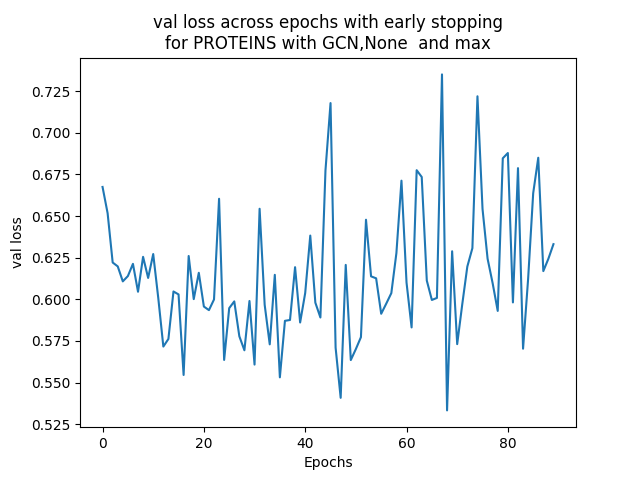 val loss across epochs with early stopping
for PROTEINS with GCN,None  and max
0.725
0.700
0.675
0.650
0.625
0.600
0.575
0.550
0.525
val loss
0 20 40 60 80
Epochs